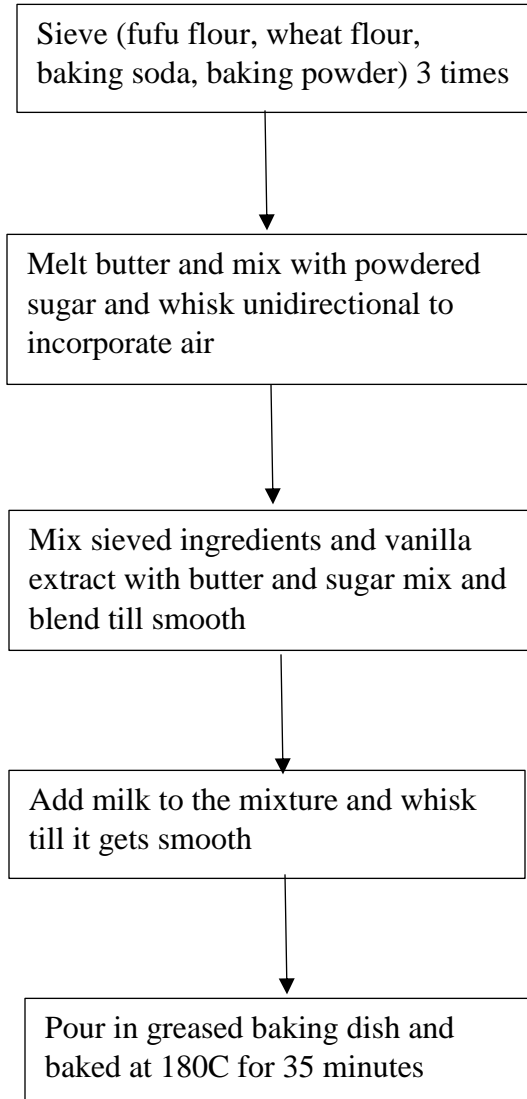 Sieve (fufu flour, wheat flour,
baking soda, baking powder) 3 times
Melt butter and mix with powdered
sugar and whisk unidirectional to
incorporate air
Mix sieved ingredients and vanilla
extract with butter and sugar mix and
blend till smooth
Add milk to the mixture and whisk
till it gets smooth
Pour in greased baking dish and
baked at 180C for 35 minutes